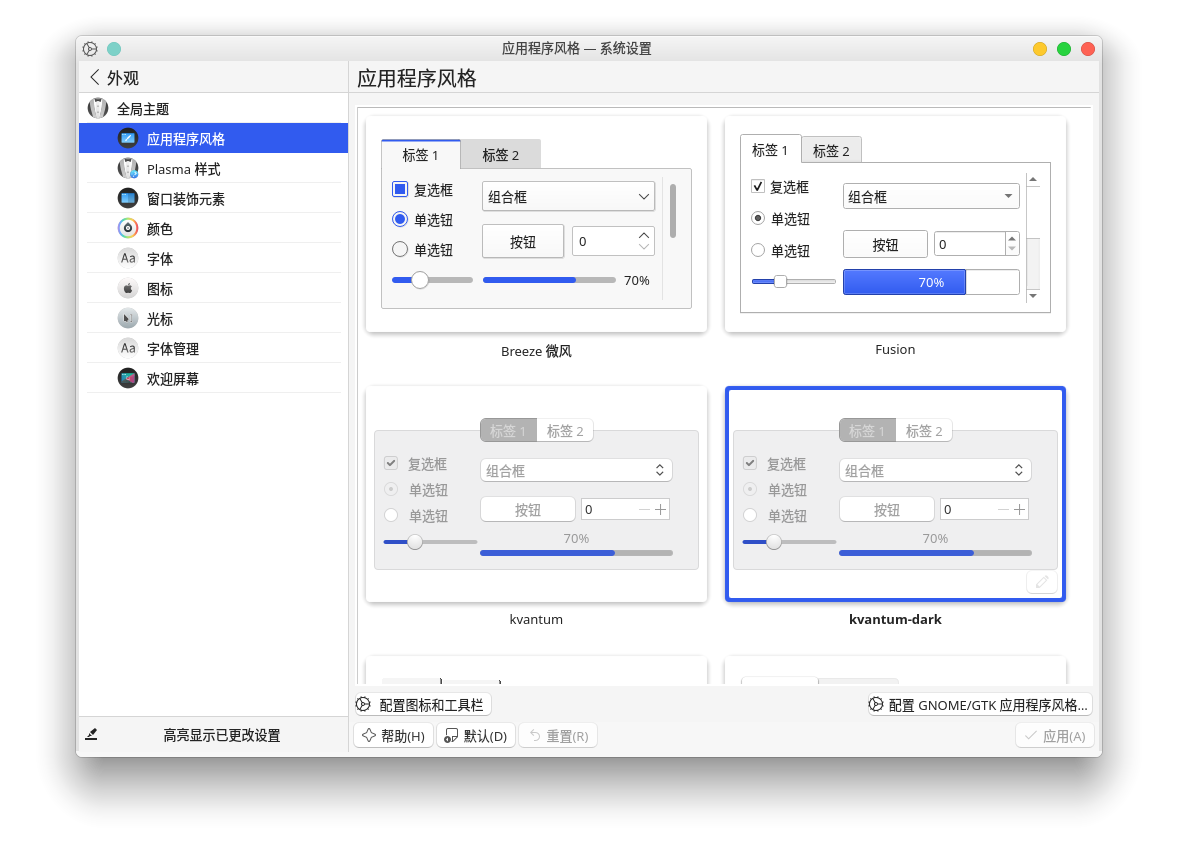 应用程序风格 — 系统设置
外观
全局主题
应用程序风格
Plasma 样式
窗口装饰元素
颜色
Aa 字体
图标
光标
Aa 字体管理
欢迎屏幕
高亮显示已更改设置
应用程序风格
标签 1 标签 2
复选框 组合框
单选钮
单选钮 按钮 0
70%
Breeze 微风
标签 1 标签 2
复选框 组合框
单选钮
单选钮 按钮 0
70%
Fusion
标签 1 标签 2
复选框 组合框
单选钮
单选钮 按钮 0
70%
kvantum
标签 1 标签 2
复选框 组合框
单选钮
单选钮 按钮 0
70%
kvantum-dark
配置图标和工具栏 配置 GNOME/GTK 应用程序风格...
帮助(H) 默认(D) 重置(R) 应用(A)